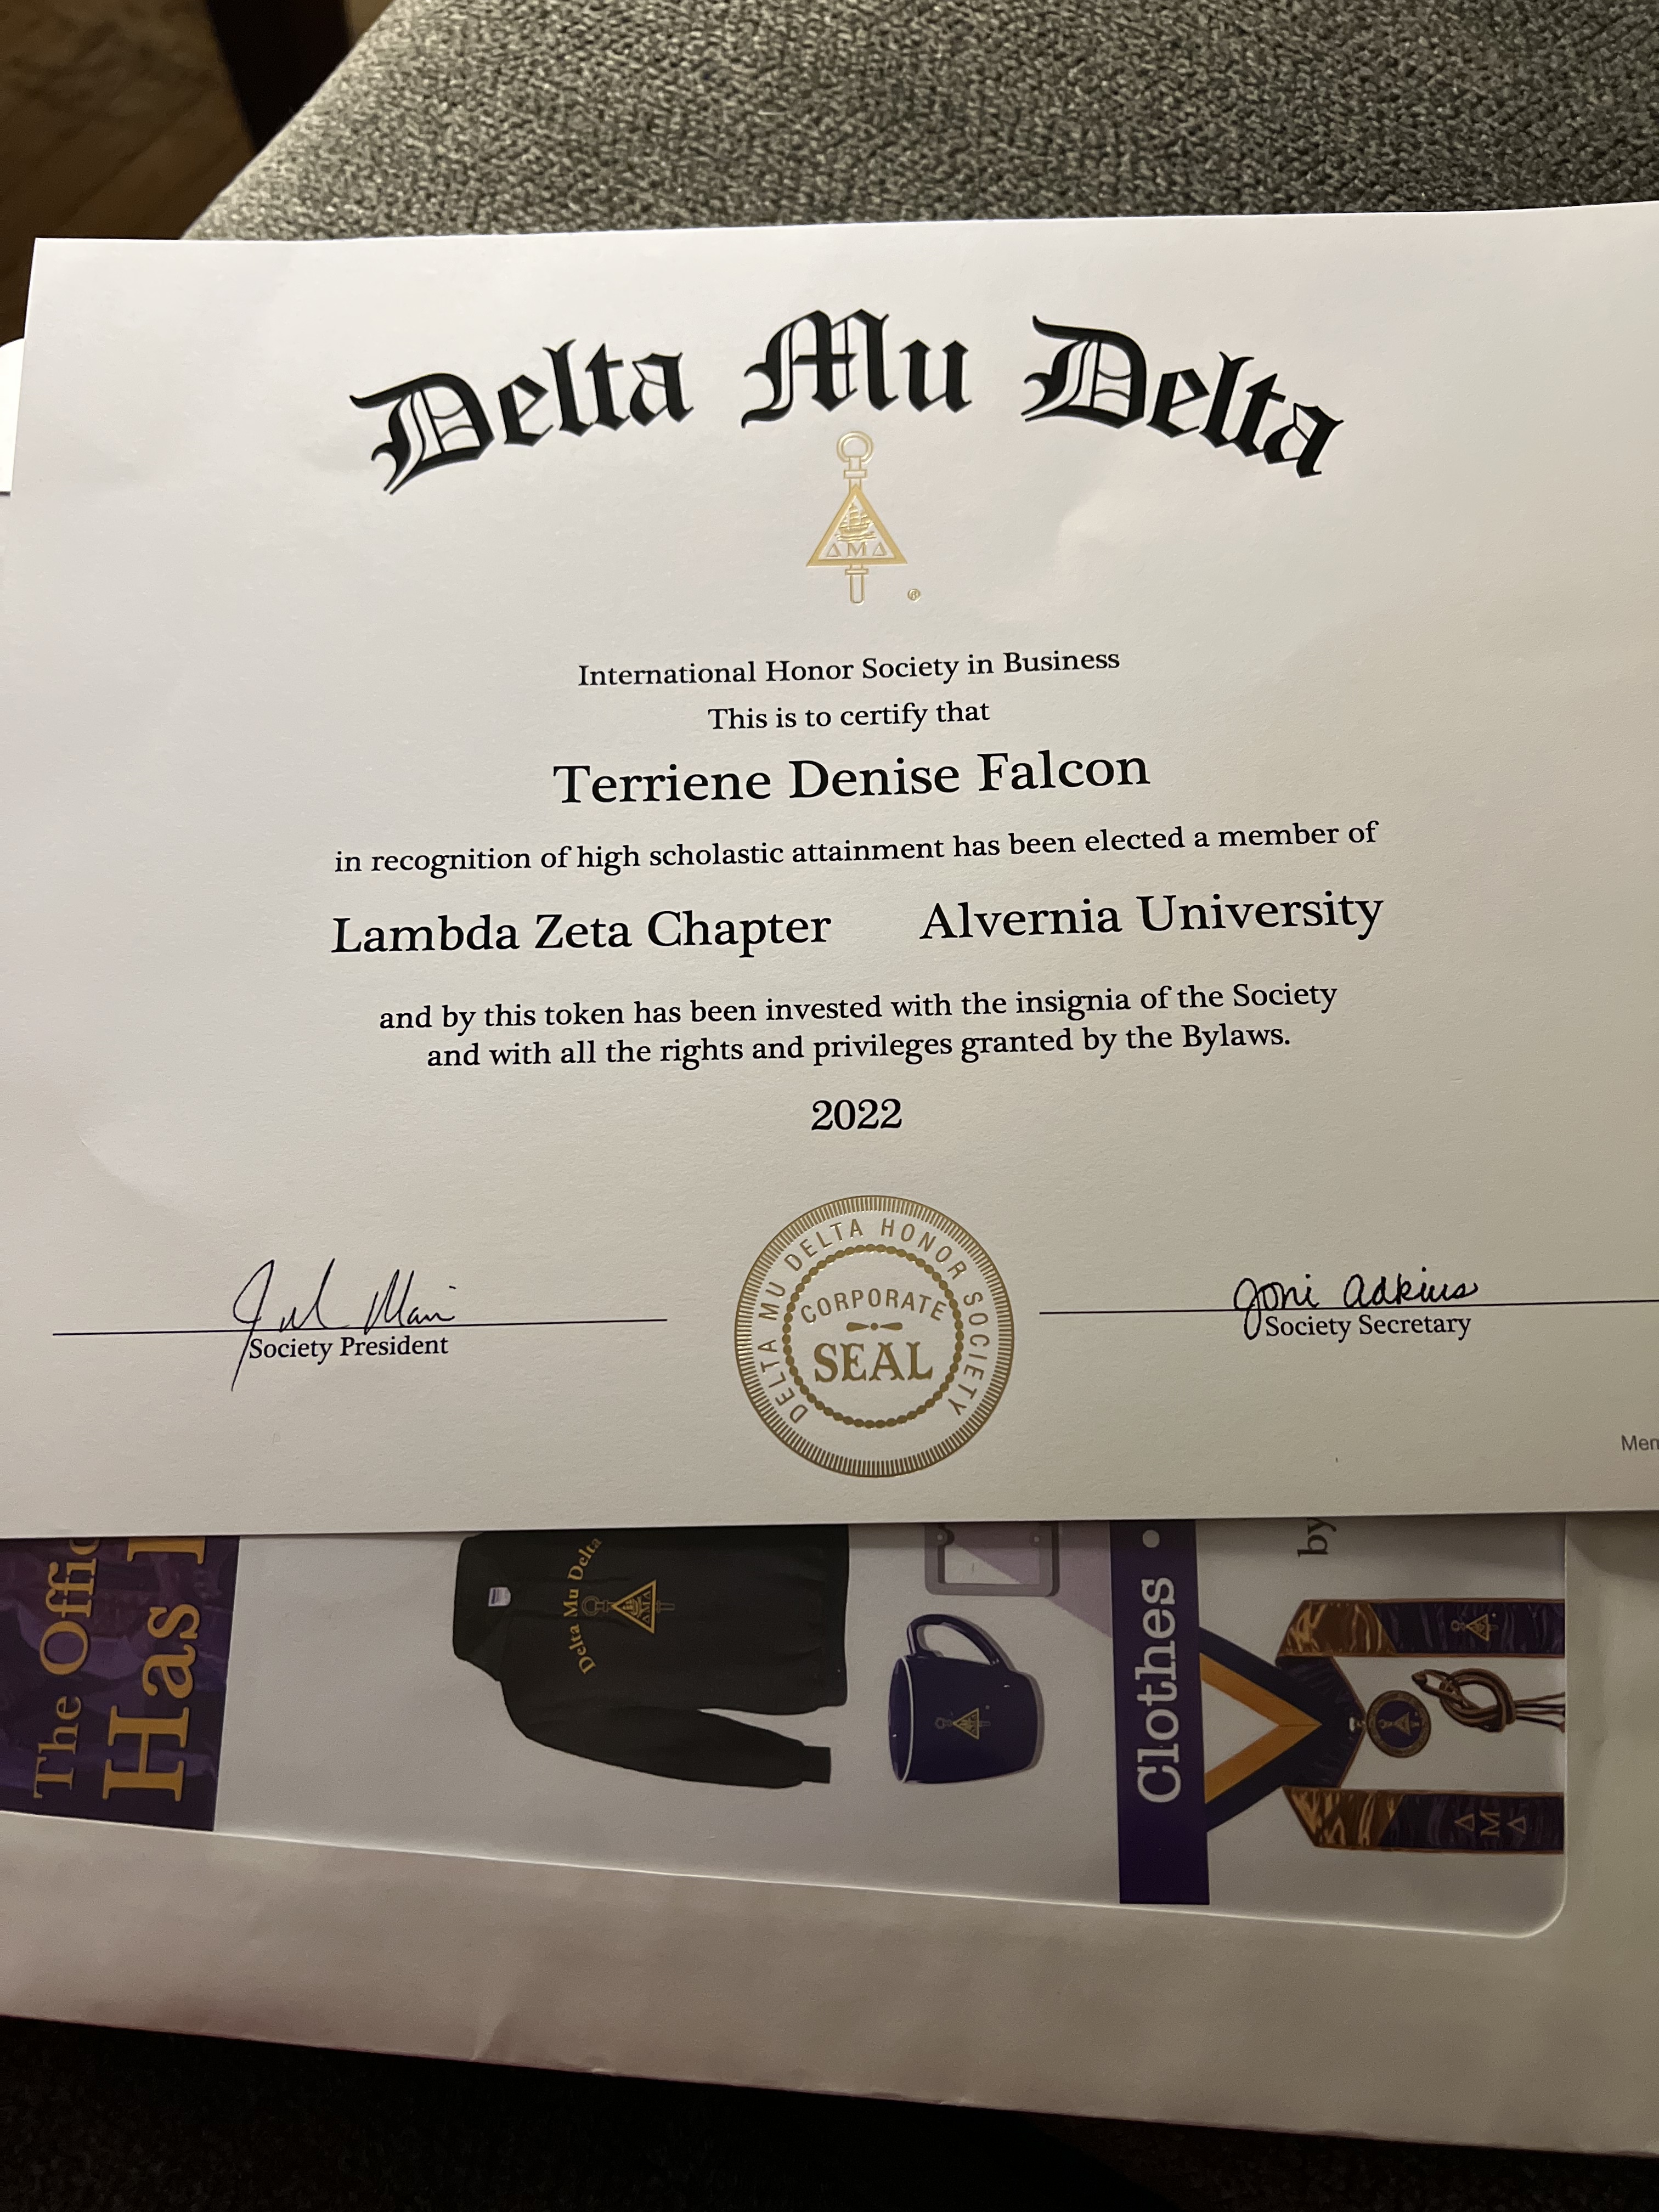 Delta Mu Delta
ΔΜΔ
®
International Honor Society in Business
This is to certify that
Terriene Denise Falcon
in recognition of high scholastic attainment has been elected a member of
Lambda Zeta Chapter Alvernia University
and by this token has been invested with the insignia of the Society
and with all the rights and privileges granted by the Bylaws.
2022
DELTA MU DELTA HONOR SOCIETY
CORPORATE
SEAL
Society President
Joni Adkins
Society Secretary
The
Has
Delta Mu Delta
ΔΜΔ
Clothes •
by
ΔΜΔ